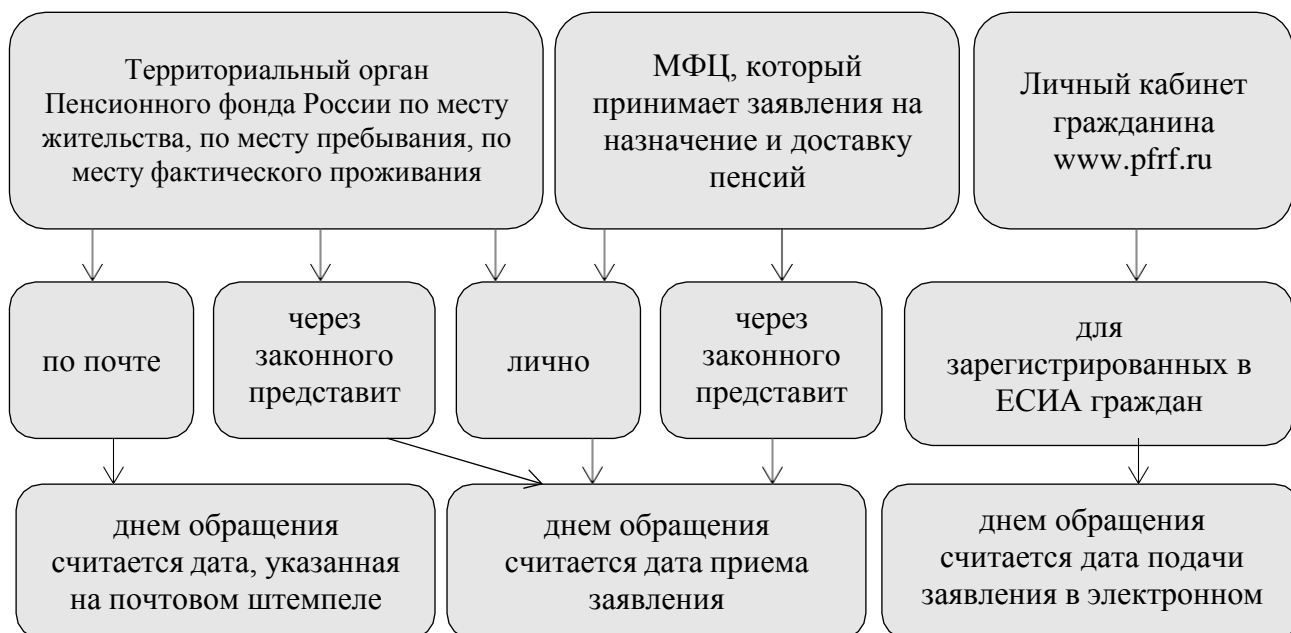 Территориальный орган
Пенсионного фонда России по месту
жительства, по месту пребывания, по
месту фактического проживания
МФЦ, который
принимает заявления на
назначение и доставку
пенсий
Личный кабинет
гражданина
www.pfrf.ru
по почте
через
законного
представит
лично
через
законного
представит
для
зарегистрированных в
ЕСИА граждан
днем обращения
считается дата, указанная
на почтовом штемпеле
днем обращения
считается дата приема
заявления
днем обращения
считается дата подачи
заявления в электронном